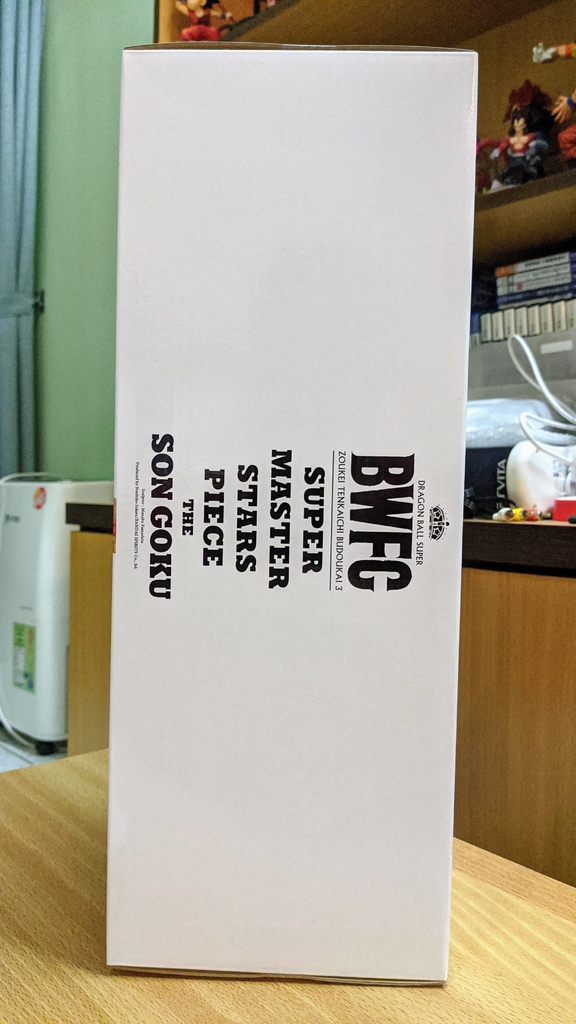 DRAGON BALL SUPER
BWFC
ZOUKEI TENKAICHI BUDOUKAI 3
SUPER
MASTER
STARS
PIECE
THE
SON GOKU